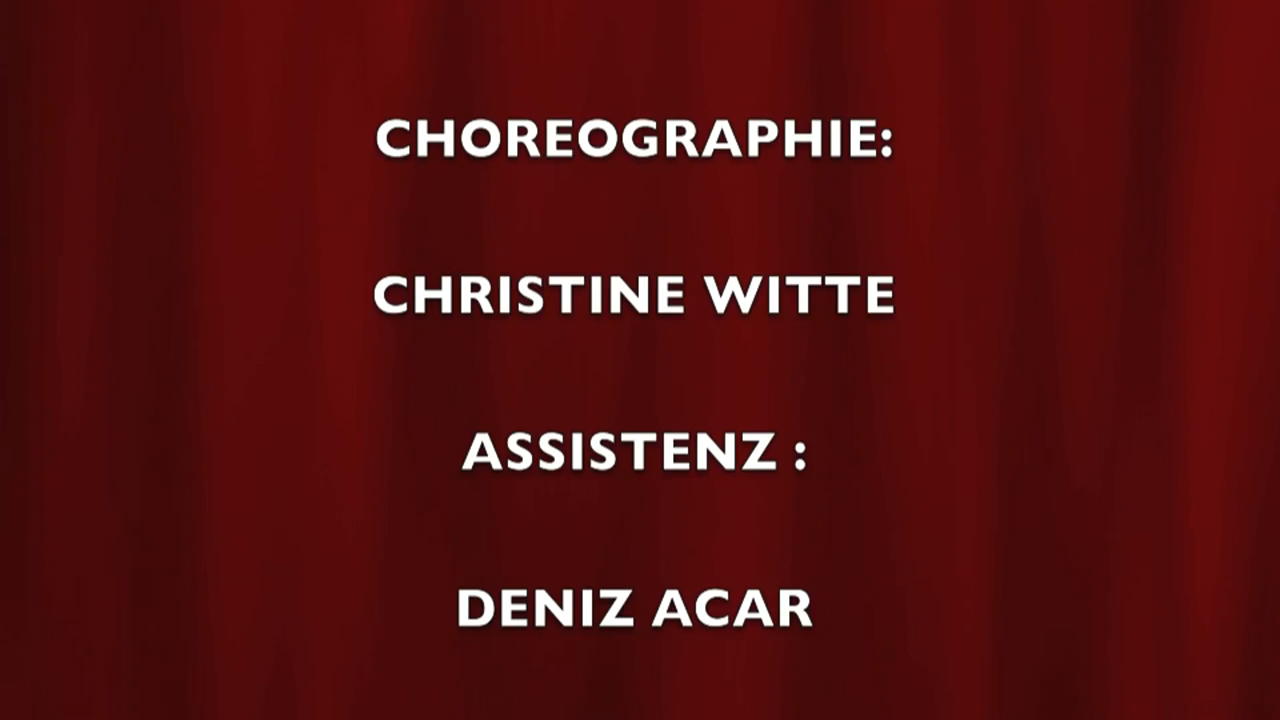 CHOREOGRAPHIE:
CHRISTINE WITTE
ASSISTENZ :
DENIZ ACAR